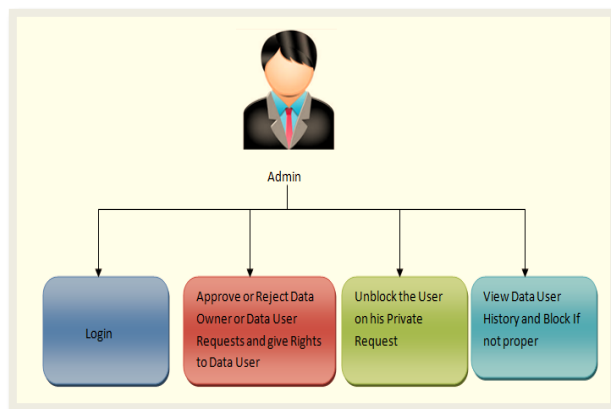 Admin
Login
Approve or Reject Data
Owner or Data User
Requests and give Rights
to Data User
Unblock the User
on his Private
Request
View Data User
History and Block If
not proper